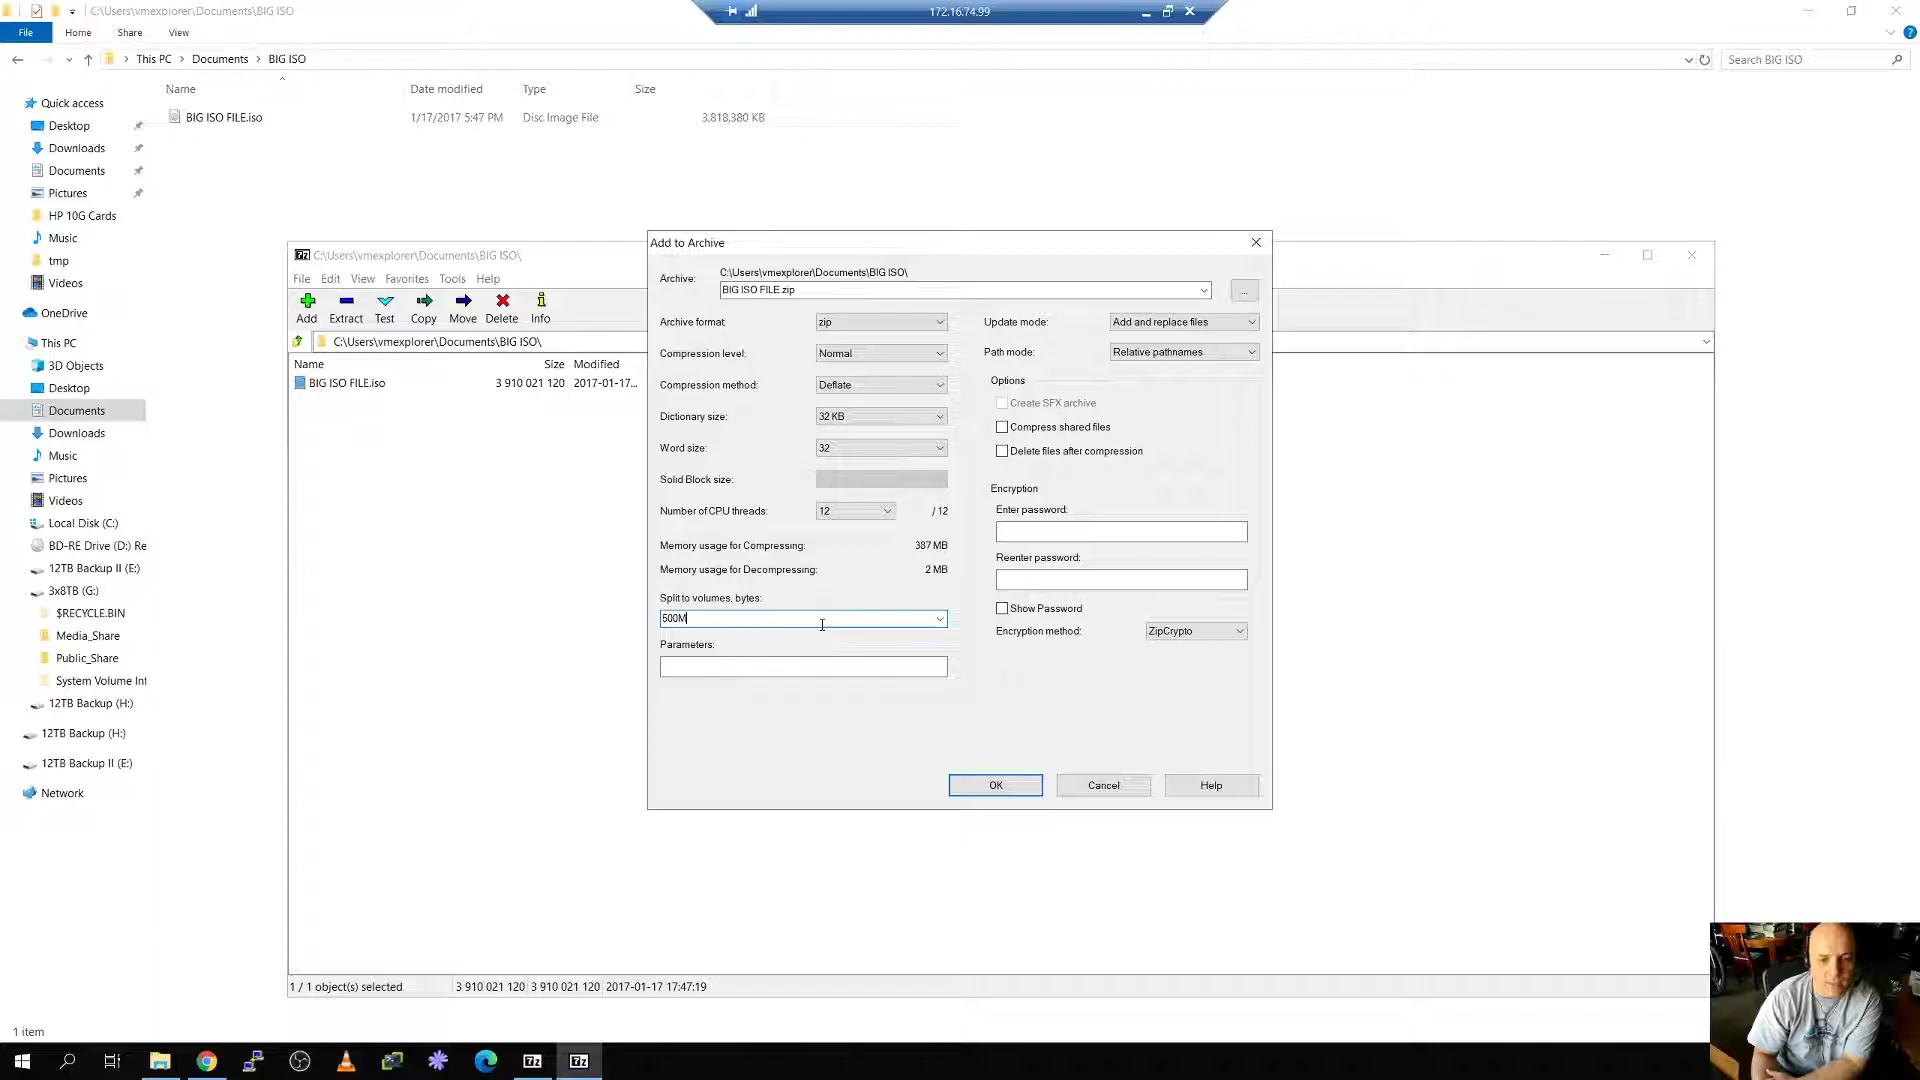 C:\Users\vmexplorer\Documents\BIG ISO
172.16.74.99
File Home Share View
This PC Documents BIG ISO
Search BIG ISO
Name Date modified Type Size
BIG ISO FILE.iso 1/17/2017 5:47 PM Disc Image File 3,818,380 KB
Quick access
Desktop
Downloads
Documents
Pictures
HP 10G Cards
Music
tmp
Videos
OneDrive
This PC
3D Objects
Desktop
Documents
Downloads
Music
Pictures
Videos
Local Disk (C:)
BD-RE Drive (D:) Re
12TB Backup II (E:)
3x8TB (G:)
$RECYCLE.BIN
Media_Share
Public_Share
System Volume Int
12TB Backup (H:)
12TB Backup (H:)
12TB Backup II (E:)
Network
1 item
7z C:\Users\vmexplorer\Documents\BIG ISO\
File Edit View Favorites Tools Help
Add Extract Test Copy Move Delete Info
C:\Users\vmexplorer\Documents\BIG ISO\
Name Size Modified
BIG ISO FILE.iso 3 910 021 120 2017-01-17...
1 / 1 object(s) selected 3 910 021 120 3 910 021 120 2017-01-17 17:47:19
Add to Archive
Archive: C:\Users\vmexplorer\Documents\BIG ISO\
BIG ISO FILE.zip
...
Archive format: zip
Compression level: Normal
Compression method: Deflate
Dictionary size: 32 KB
Word size: 32
Solid Block size:
Number of CPU threads: 12 / 12
Memory usage for Compressing: 387 MB
Memory usage for Decompressing: 2 MB
Split to volumes, bytes:
500M
Parameters:
Update mode: Add and replace files
Path mode: Relative pathnames
Options
Create SFX archive
Compress shared files
Delete files after compression
Encryption
Enter password:
Reenter password:
Show Password
Encryption method: ZipCrypto
OK Cancel Help
7z 7z